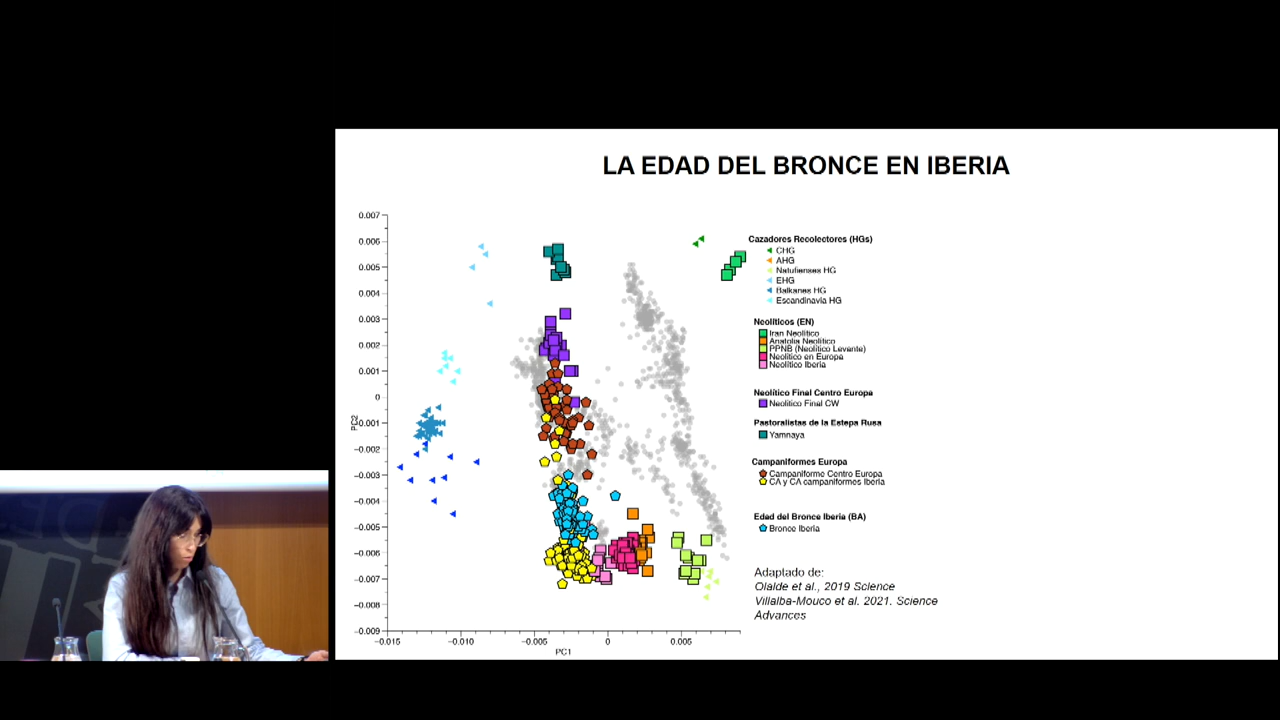 LA EDAD DEL BRONCE EN IBERIA
0.007
0.006
0.005
0.004
0.003
0.002
0.001
0
−0.001
−0.002
−0.003
−0.004
−0.005
−0.006
−0.007
−0.008
−0.009
PC2
−0.015
−0.010
−0.005
0
0.005
PC1
Cazadores Recolectores (HGs)
CHG
AHG
Natufienses HG
EHG
Balkanes HG
Escandinavia HG
Neolíticos (EN)
Iran Neolítico
Anatolia Neolítico
PPNB (Neolítico Levante)
Neolítico en Europa
Neolítico Iberia
Neolítico Final Centro Europa
Neolítico Final CW
Pastoralistas de la Estepa Rusa
Yamnaya
Campaniformes Europa
Campaniforme Centro Europa
CA y CA campaniformes Iberia
Edad del Bronce Iberia (BA)
Bronce Iberia
Adaptado de:
Olalde et al., 2019 Science
Villalba-Mouco et al. 2021. Science
Advances